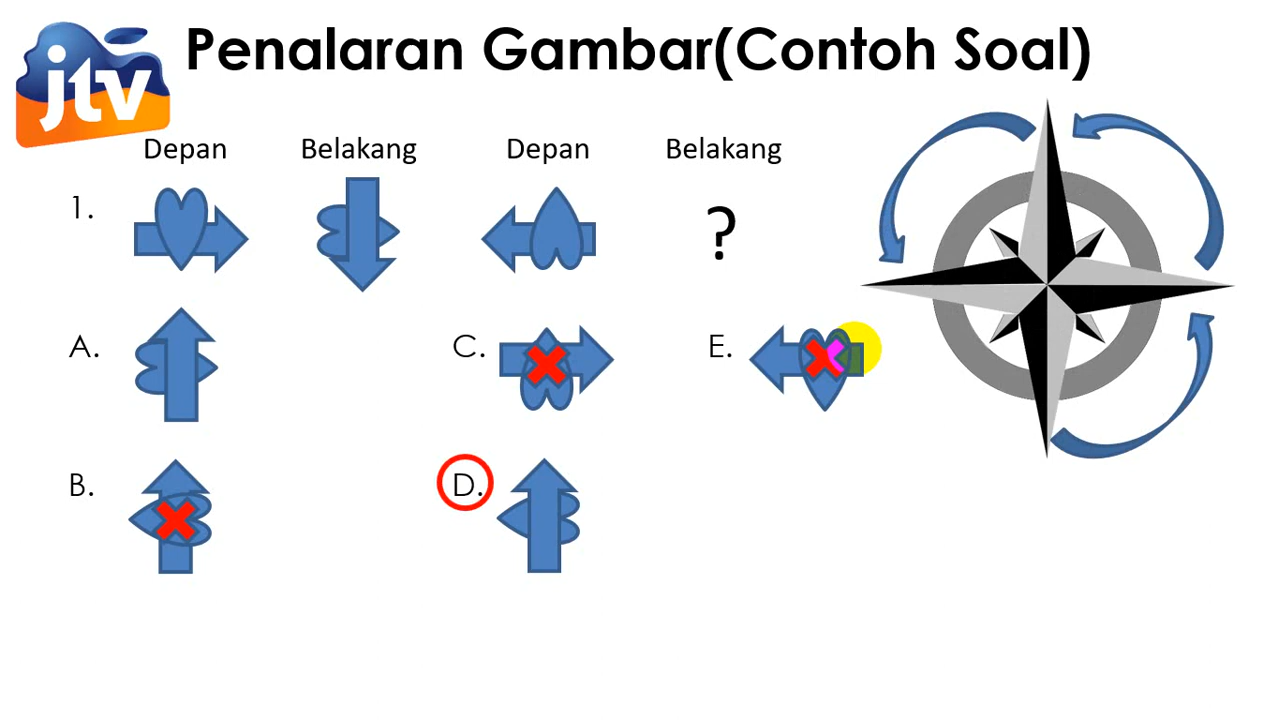 jtv
Penalaran Gambar(Contoh Soal)
Depan Belakang Depan Belakang
1. ?
A. C. E.
B. D.